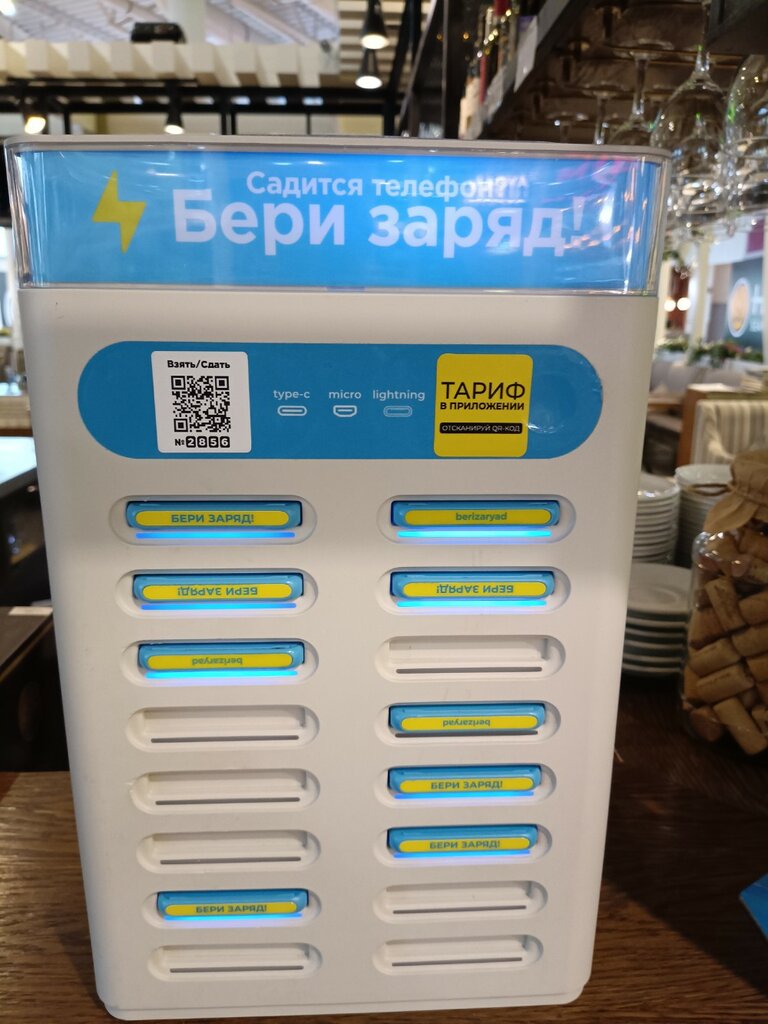 Садится телефон?
Бери заряд!
Взять/Сдать
№2856
type-c
micro
lightning
ТАРИФ
В ПРИЛОЖЕНИИ
ОТСКАНИРУЙ QR-КОД
БЕРИ ЗАРЯД!
berizaryad
БЕРИ ЗАРЯД!
БЕРИ ЗАРЯД!
berizaryad
berizaryad
БЕРИ ЗАРЯД!
БЕРИ ЗАРЯД!
БЕРИ ЗАРЯД!